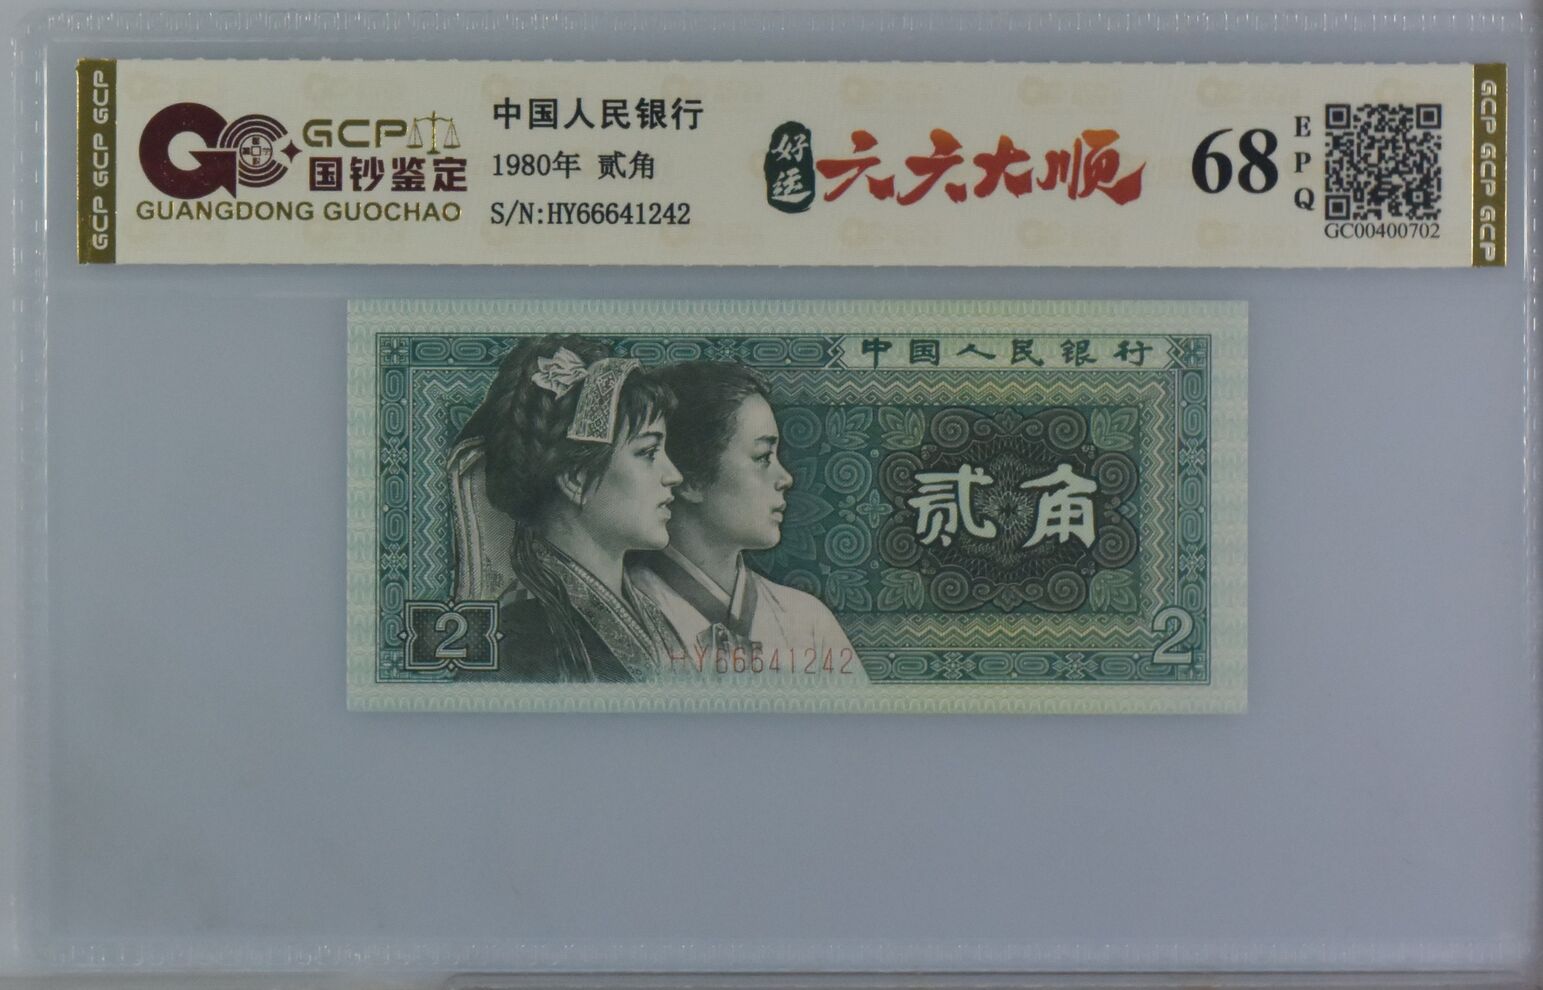 GCP GCP GCP
GCP
国钞鉴定
GUANGDONG GUOCHAO
中国人民银行
1980年 贰角
S/N:HY66641242
好运
六六大顺
68
EPQ
GC00400702
GCP GCP GCP
中国人民银行
贰角
2
2
HY66641242